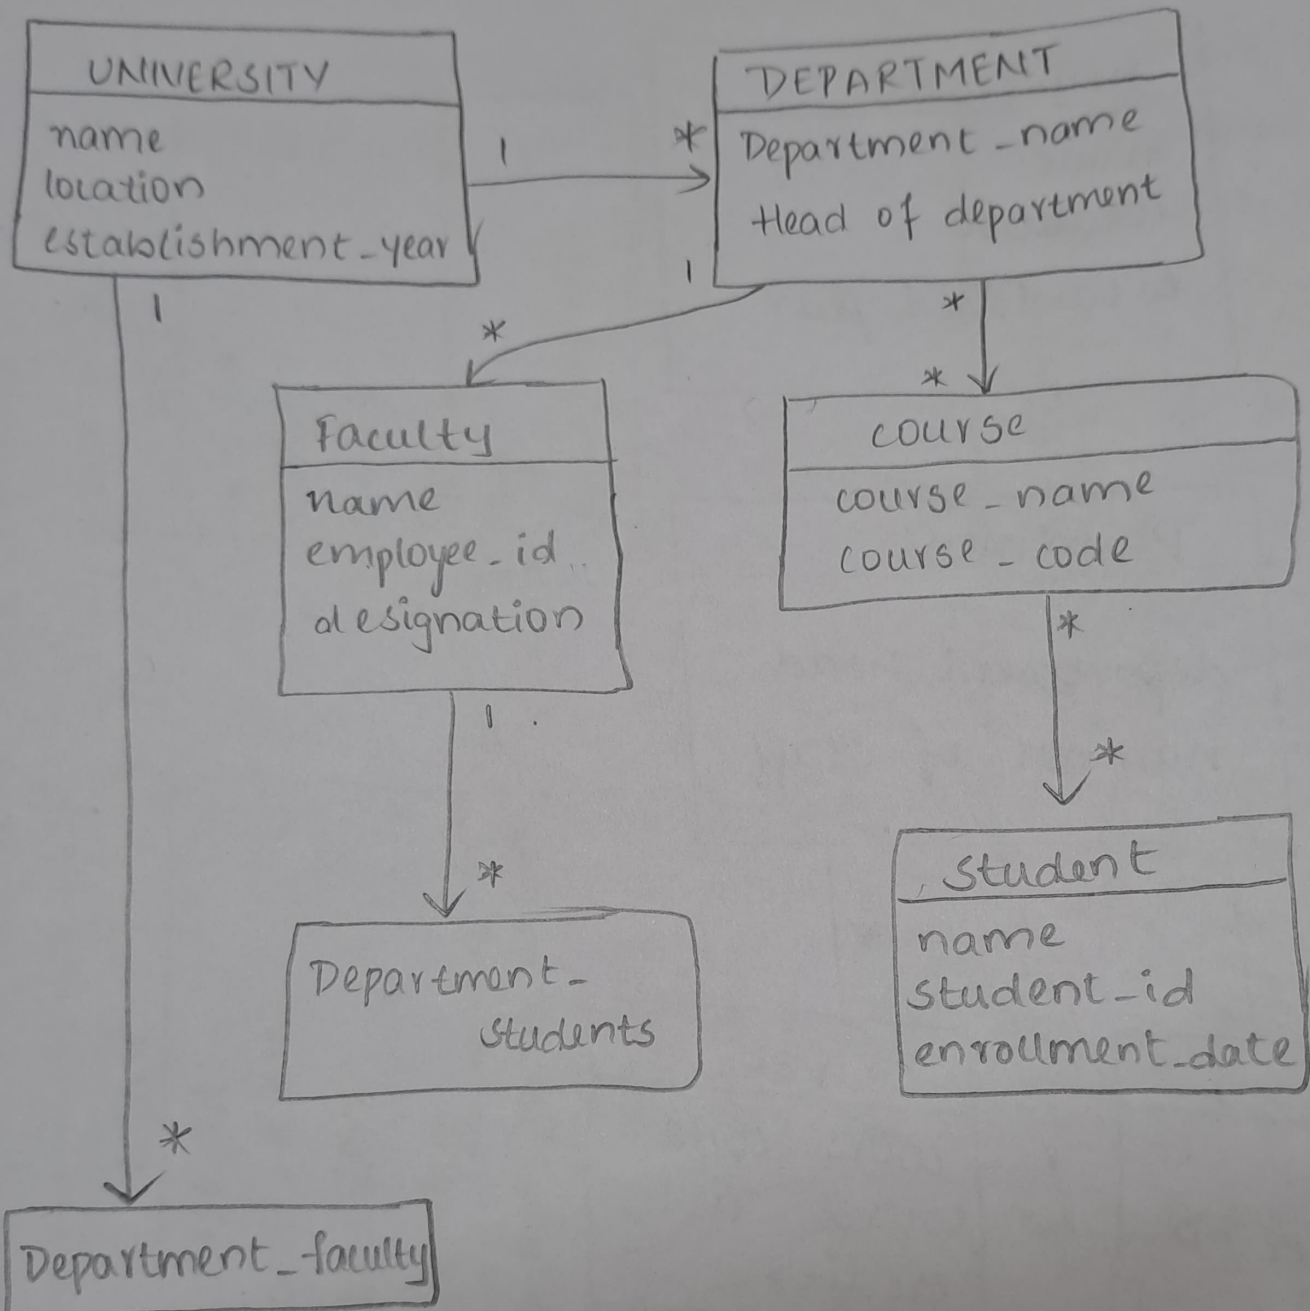 UNIVERSITY
name
location
establishment_year
1
*
DEPARTMENT
Department_name
Head of department
1
1
*
*
*
Faculty
name
employee_id
designation
course
course_name
course_code
1
*
*
*
Department_
students
student
name
student_id
enrollment_date
*
Department_faculty